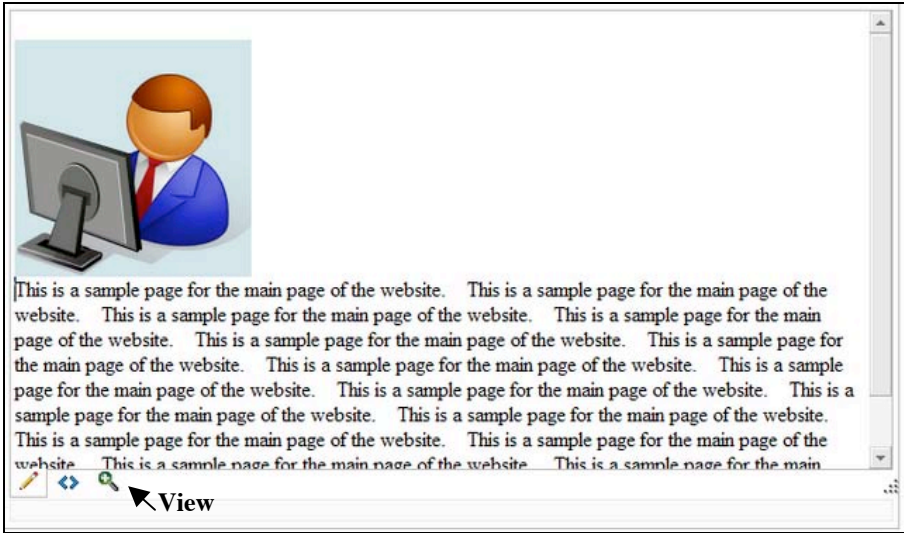 This is a sample page for the main page of the website.    This is a sample page for the main page of the
website.    This is a sample page for the main page of the website.    This is a sample page for the main
page of the website.    This is a sample page for the main page of the website.    This is a sample page for
the main page of the website.    This is a sample page for the main page of the website.    This is a sample
page for the main page of the website.    This is a sample page for the main page of the website.    This is a
sample page for the main page of the website.    This is a sample page for the main page of the website.
This is a sample page for the main page of the website.    This is a sample page for the main page of the
website.    This is a sample page for the main page of the website.    This is a sample page for the main
View